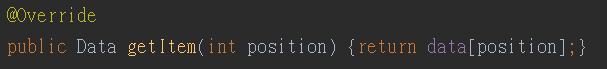 @Override
public Data getItem(int position) {return data[position];}